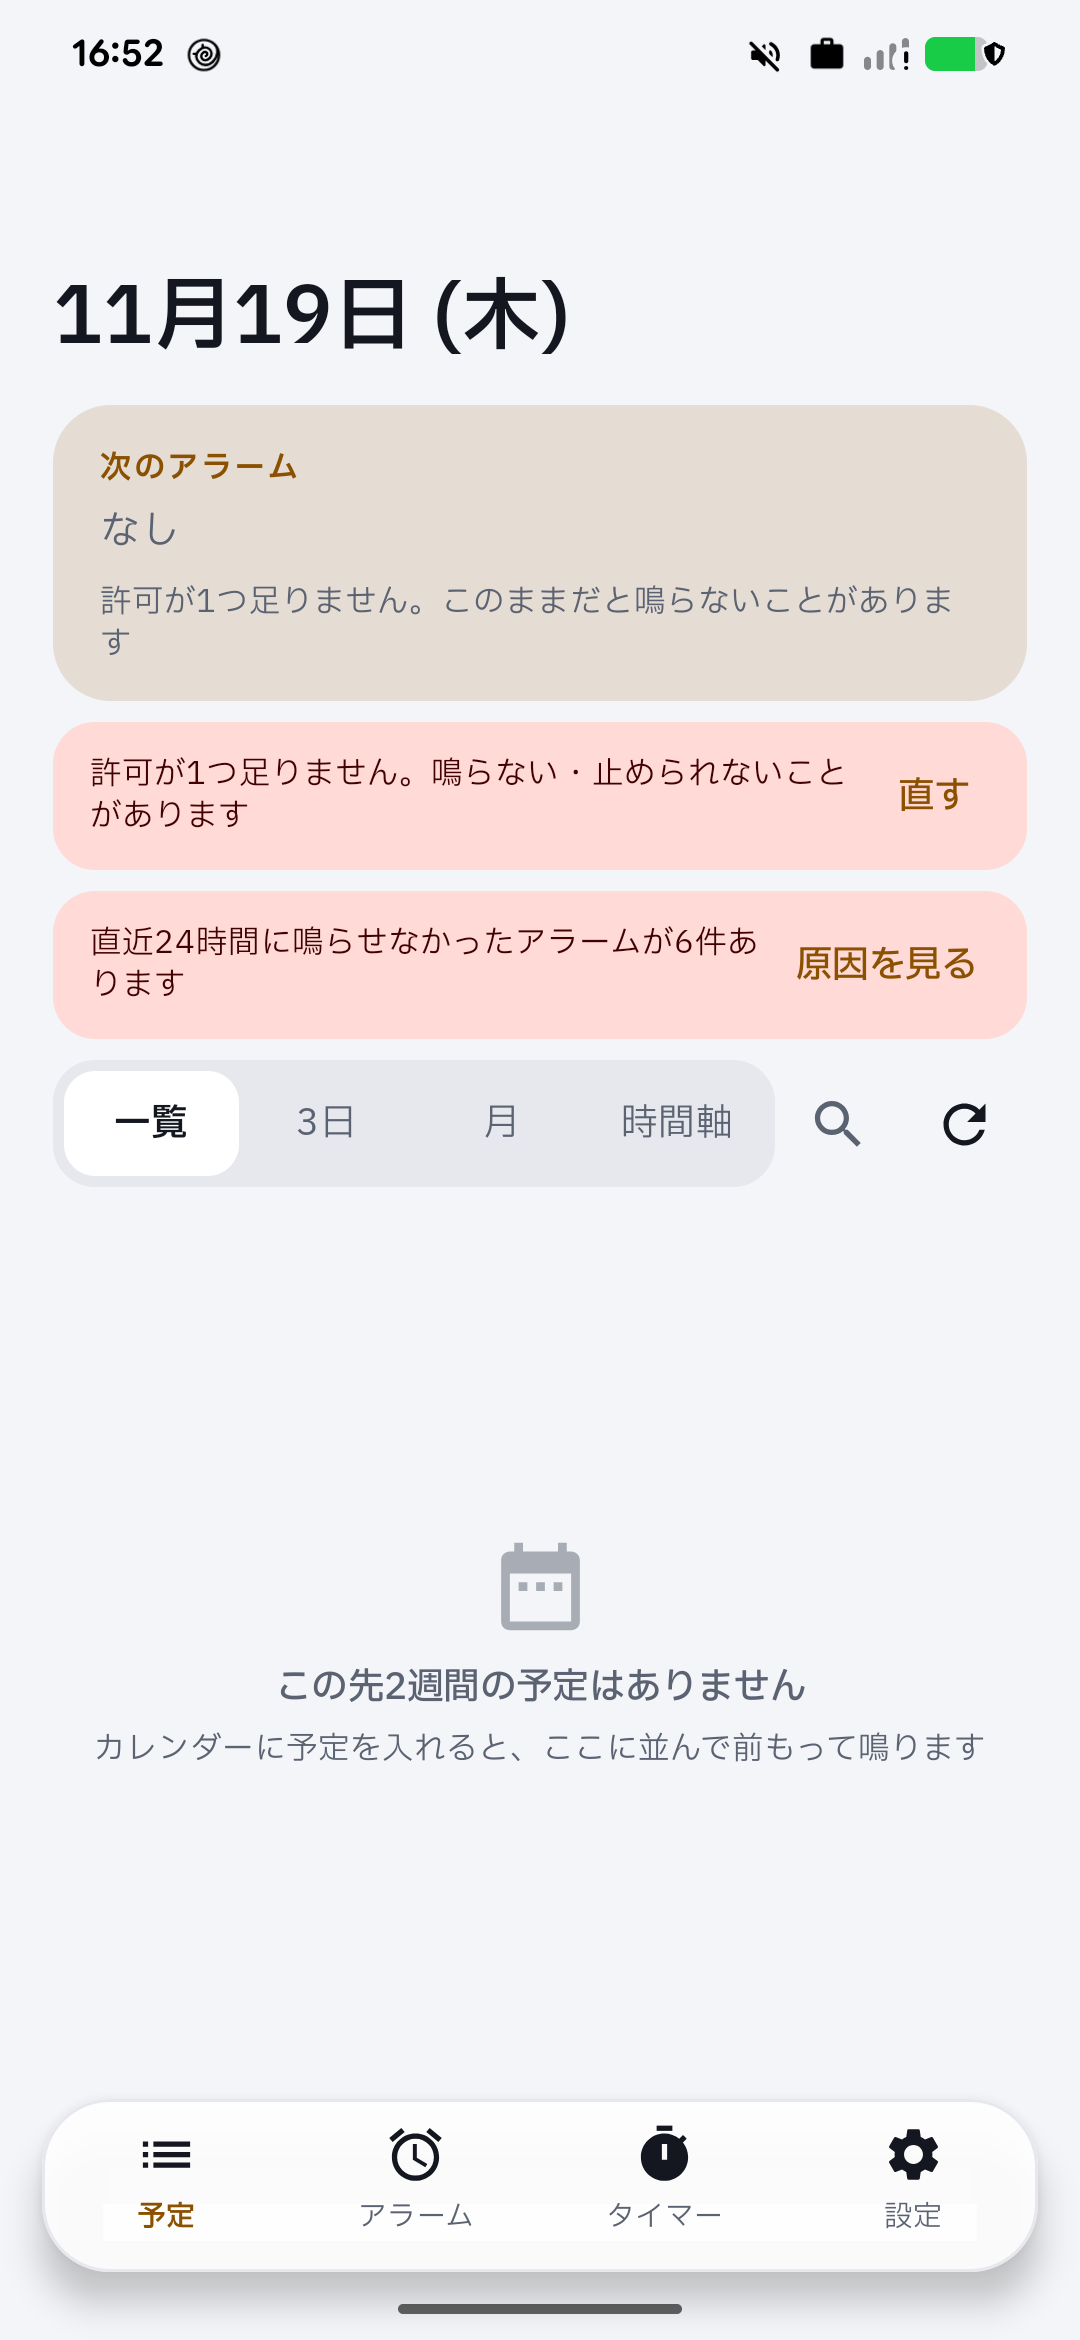 16:52
11月19日 (木)
次のアラーム
なし
許可が1つ足りません。このままだと鳴らないことがありま
す
許可が1つ足りません。鳴らない・止められないこと
があります
直す
直近24時間に鳴らせなかったアラームが6件あ
ります
原因を見る
一覧
3日
月
時間軸
この先2週間の予定はありません
カレンダーに予定を入れると、ここに並んで前もって鳴ります
予定
アラーム
タイマー
設定